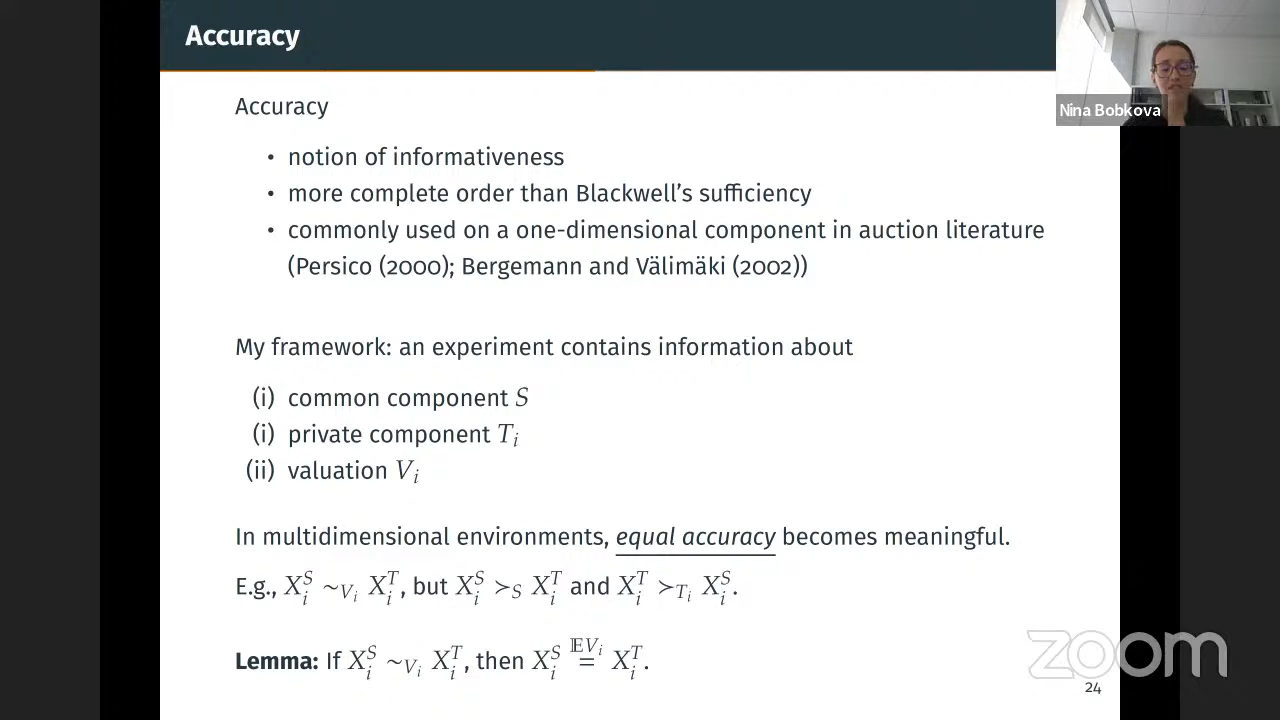 Accuracy
Nina Bobkova
Accuracy
• notion of informativeness
• more complete order than Blackwell's sufficiency
• commonly used on a one-dimensional component in auction literature
(Persico (2000); Bergemann and Välimäki (2002))
My framework: an experiment contains information about
(i) common component S
(i) private component T_i
(ii) valuation V_i
In multidimensional environments, equal accuracy becomes meaningful.
E.g., X_i^S ∼_{V_i} X_i^T, but X_i^S ≻_S X_i^T and X_i^T ≻_{T_i} X_i^S.
Lemma: If X_i^S ∼_{V_i} X_i^T, then X_i^S \overset{𝔼V_i}{=} X_i^T.
zoom
24